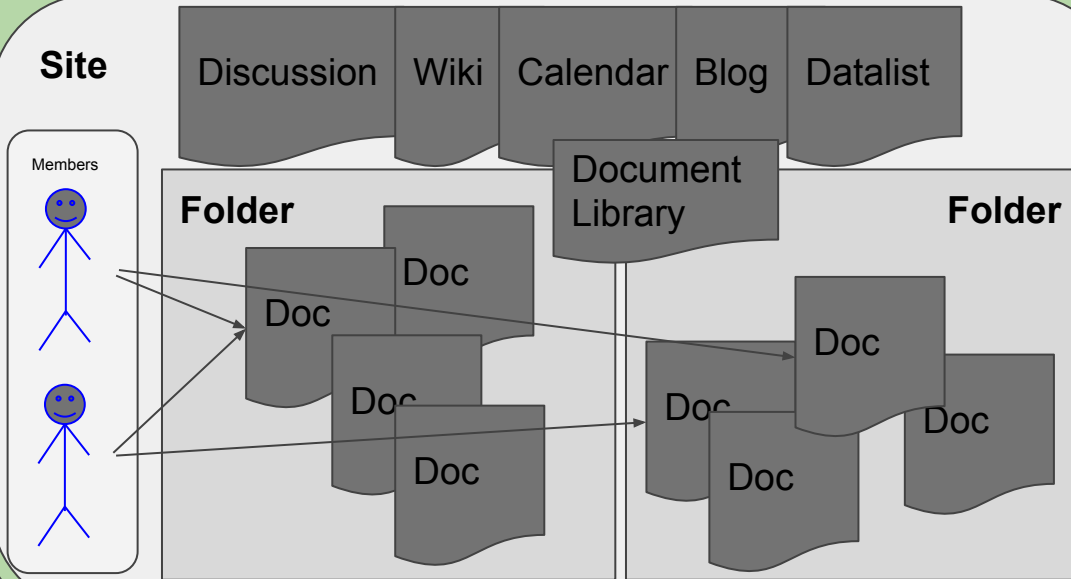 Site
Discussion
Wiki
Calendar
Blog
Datalist
Members
Document
Library
Folder
Doc
Doc
Doc
Doc
Folder
Doc
Doc
Doc
Doc